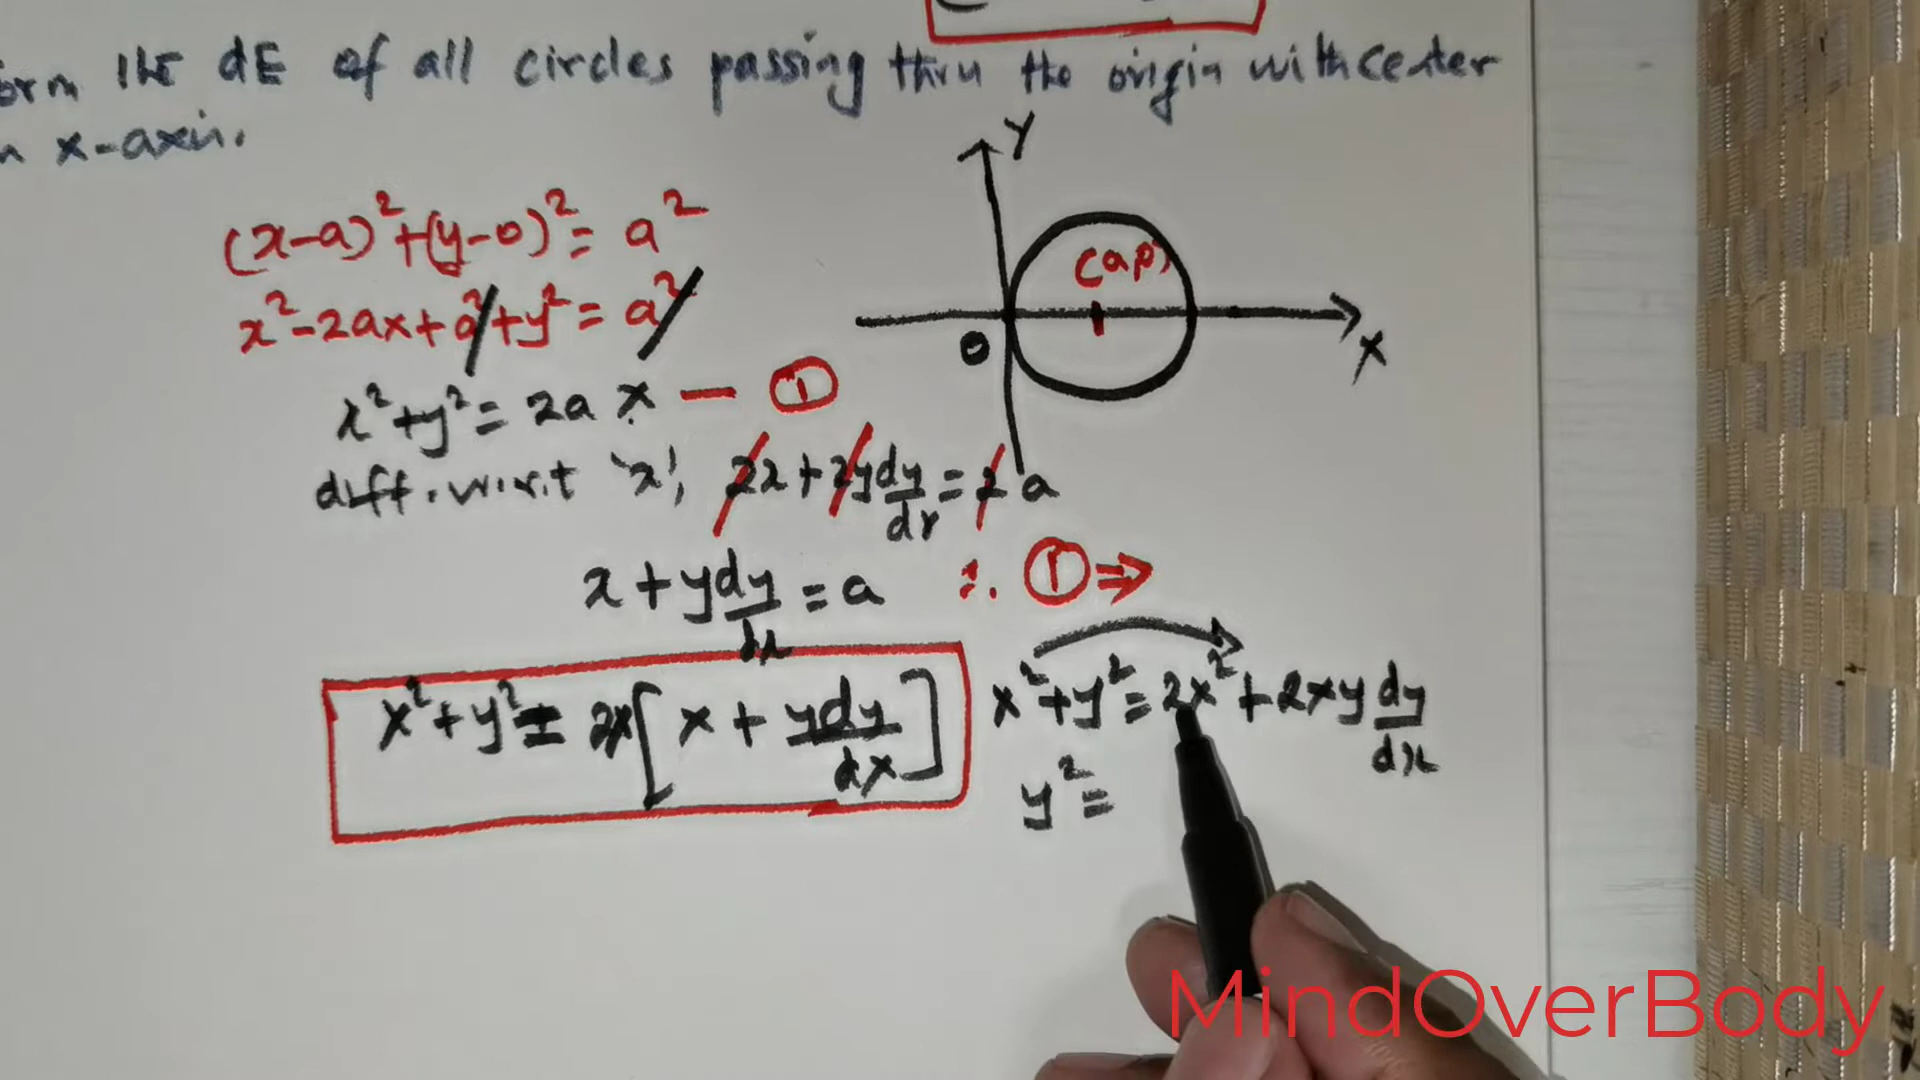 orm the dE of all circles passing thru the origin with center
n x-axis.
Y
(x-a)²+(y-0)² = a²
(a,0)
x²-2ax+a²+y² = a²
O
X
x²+y² = 2ax — ①
diff. w.r.t 'x', 2x+2y dy/dx = 2a
x + y dy/dx = a ∴ ① ⇒
x²+y² = 2x[x + y dy/dx]
x²+y² = 2x²+2xy dy/dx
y² =
MindOverBody